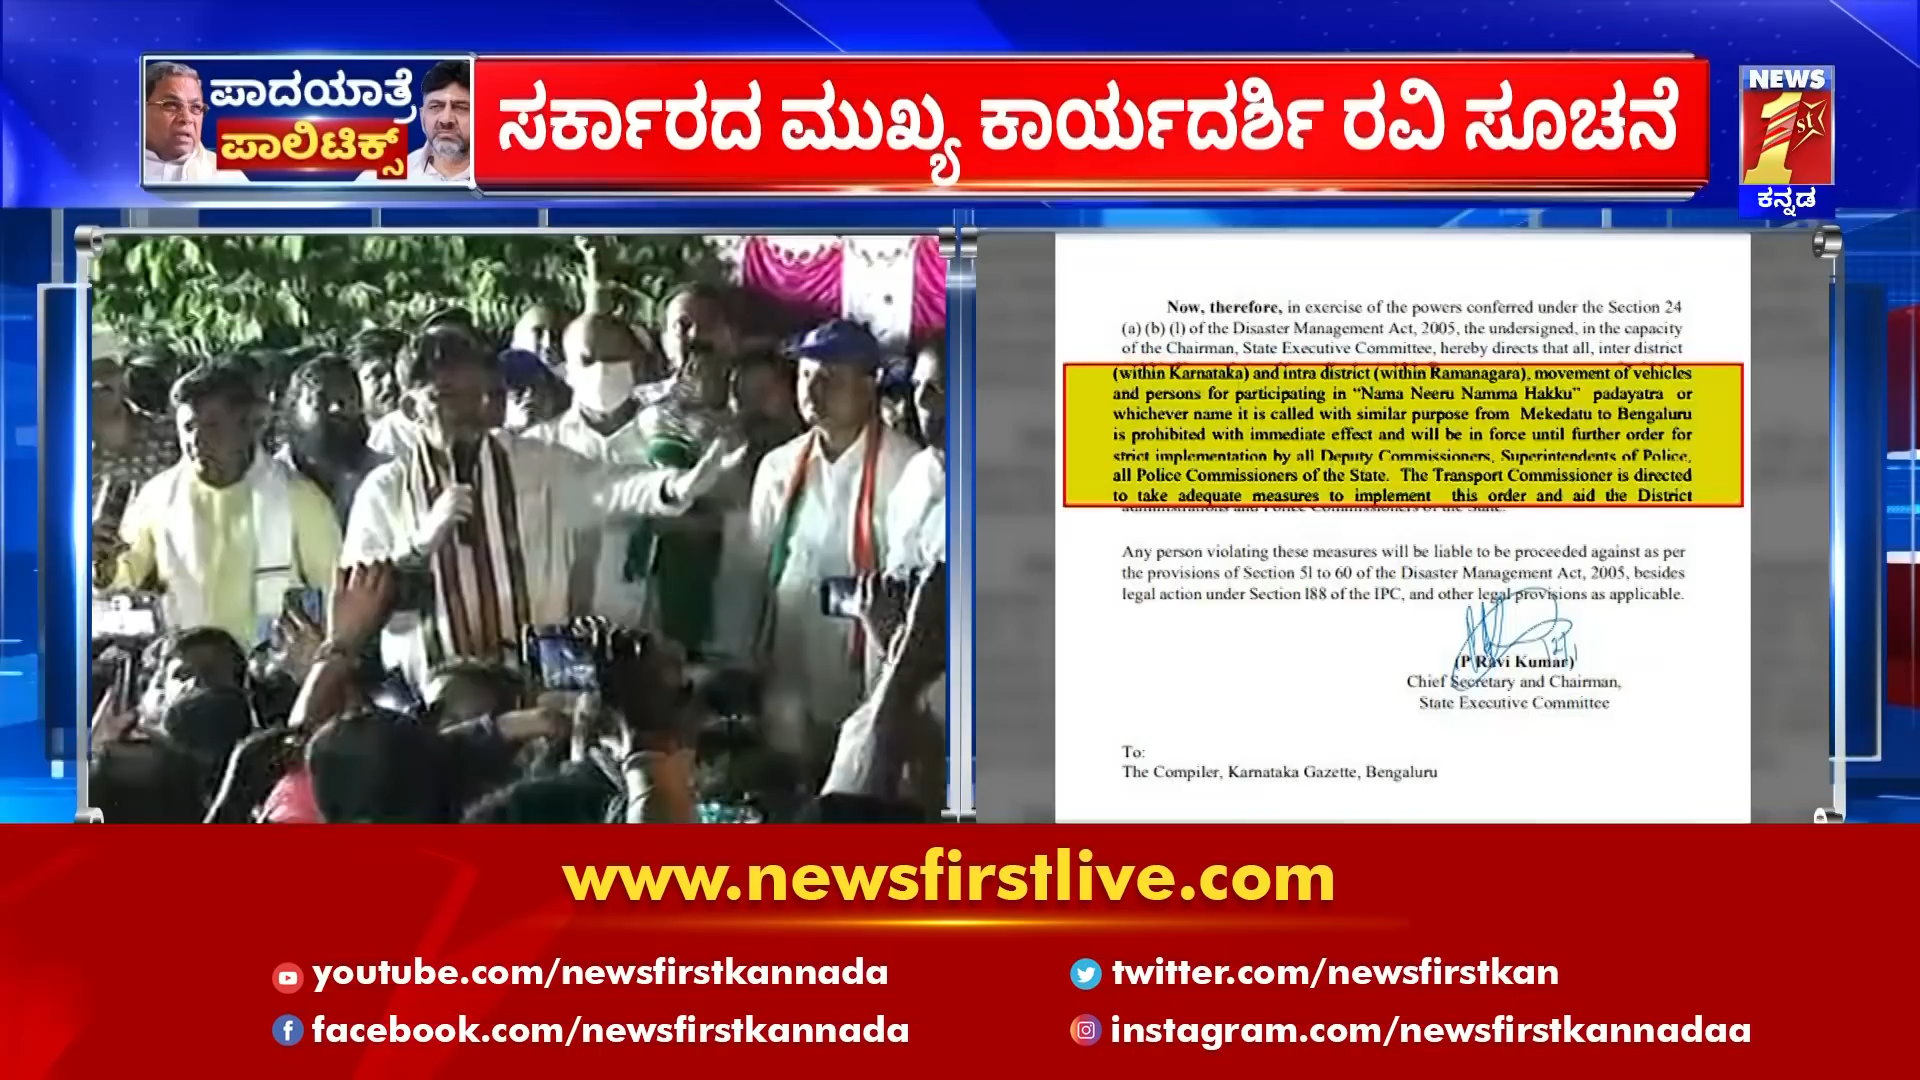 ಪಾದಯಾತ್ರೆ
ಪಾಲಿಟಿಕ್ಸ್
ಸರ್ಕಾರದ ಮುಖ್ಯ ಕಾರ್ಯದರ್ಶಿ ರವಿ ಸೂಚನೆ
NEWS
1st
ಕನ್ನಡ
Now, therefore, in exercise of the powers conferred under the Section 24
(a) (b) (l) of the Disaster Management Act, 2005, the undersigned, in the capacity
of the Chairman, State Executive Committee, hereby directs that all, inter district
(within Karnataka) and intra district (within Ramanagara), movement of vehicles
and persons for participating in “Nama Neeru Namma Hakku” padayatra or
whichever name it is called with similar purpose from Mekedatu to Bengaluru
is prohibited with immediate effect and will be in force until further order for
strict implementation by all Deputy Commissioners, Superintendents of Police,
all Police Commissioners of the State. The Transport Commissioner is directed
to take adequate measures to implement this order and aid the District
administrations and Police Commissioners of the State.
Any person violating these measures will be liable to be proceeded against as per
the provisions of Section 51 to 60 of the Disaster Management Act, 2005, besides
legal action under Section 188 of the IPC, and other legal provisions as applicable.
(P Ravi Kumar)
Chief Secretary and Chairman,
State Executive Committee
To:
The Compiler, Karnataka Gazette, Bengaluru
www.newsfirstlive.com
youtube.com/newsfirstkannada
twitter.com/newsfirstkan
facebook.com/newsfirstkannada
instagram.com/newsfirstkannadaa